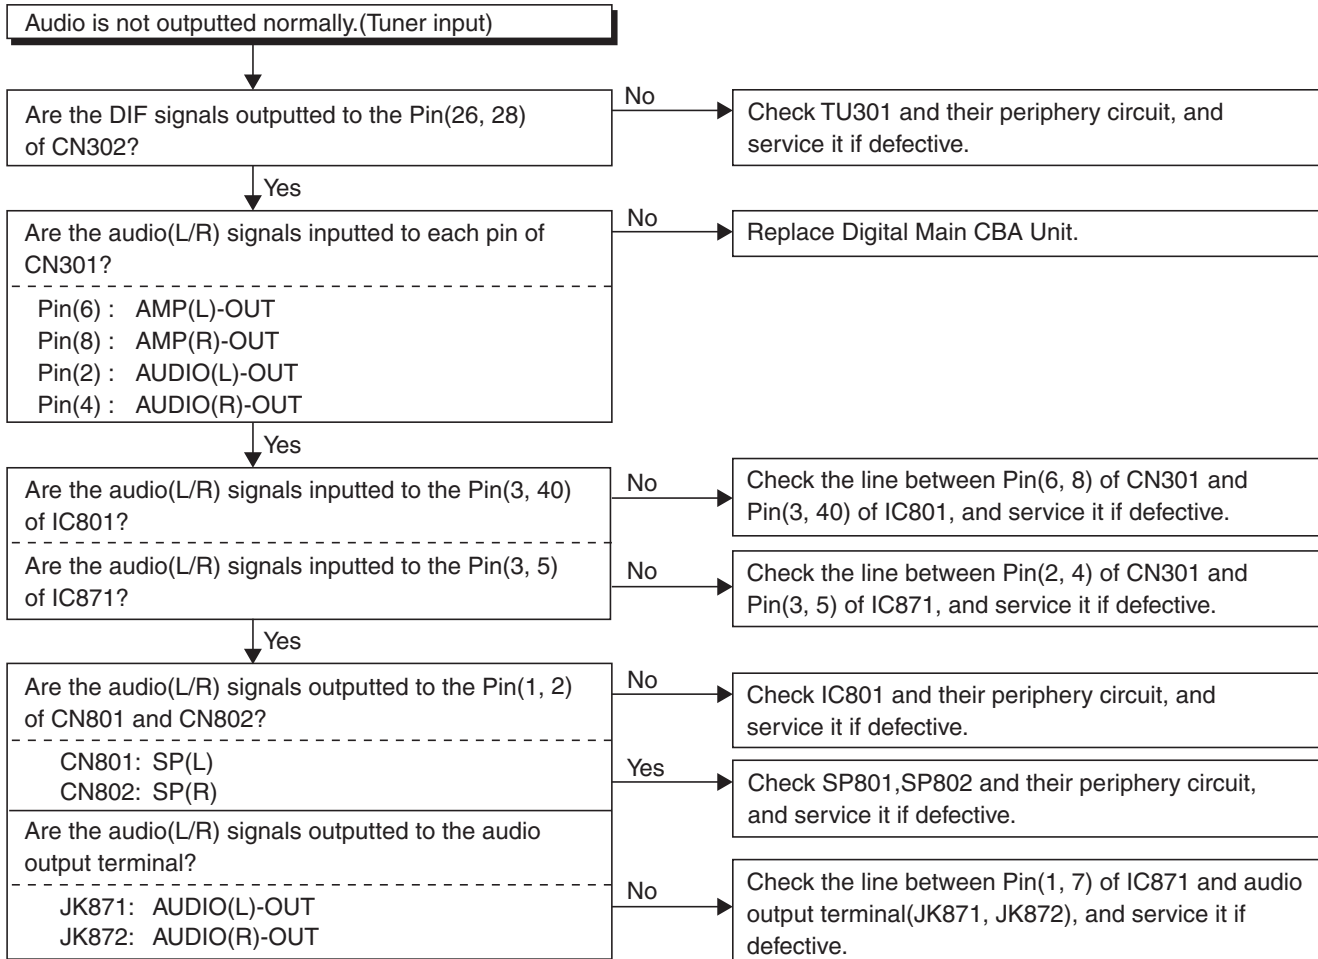 Audio is not outputted normally.(Tuner input)
Are the DIF signals outputted to the Pin(26, 28)
of CN302?
No
Check TU301 and their periphery circuit, and
service it if defective.
Yes
Are the audio(L/R) signals inputted to each pin of
CN301?
Pin(6) : AMP(L)-OUT
Pin(8) : AMP(R)-OUT
Pin(2) : AUDIO(L)-OUT
Pin(4) : AUDIO(R)-OUT
No
Replace Digital Main CBA Unit.
Yes
Are the audio(L/R) signals inputted to the Pin(3, 40)
of IC801?
No
Check the line between Pin(6, 8) of CN301 and
Pin(3, 40) of IC801, and service it if defective.
Are the audio(L/R) signals inputted to the Pin(3, 5)
of IC871?
No
Check the line between Pin(2, 4) of CN301 and
Pin(3, 5) of IC871, and service it if defective.
Yes
Are the audio(L/R) signals outputted to the Pin(1, 2)
of CN801 and CN802?
No
Check IC801 and their periphery circuit, and
service it if defective.
CN801: SP(L)
CN802: SP(R)
Yes
Check SP801,SP802 and their periphery circuit,
and service it if defective.
Are the audio(L/R) signals outputted to the audio
output terminal?
JK871: AUDIO(L)-OUT
JK872: AUDIO(R)-OUT
No
Check the line between Pin(1, 7) of IC871 and audio
output terminal(JK871, JK872), and service it if
defective.